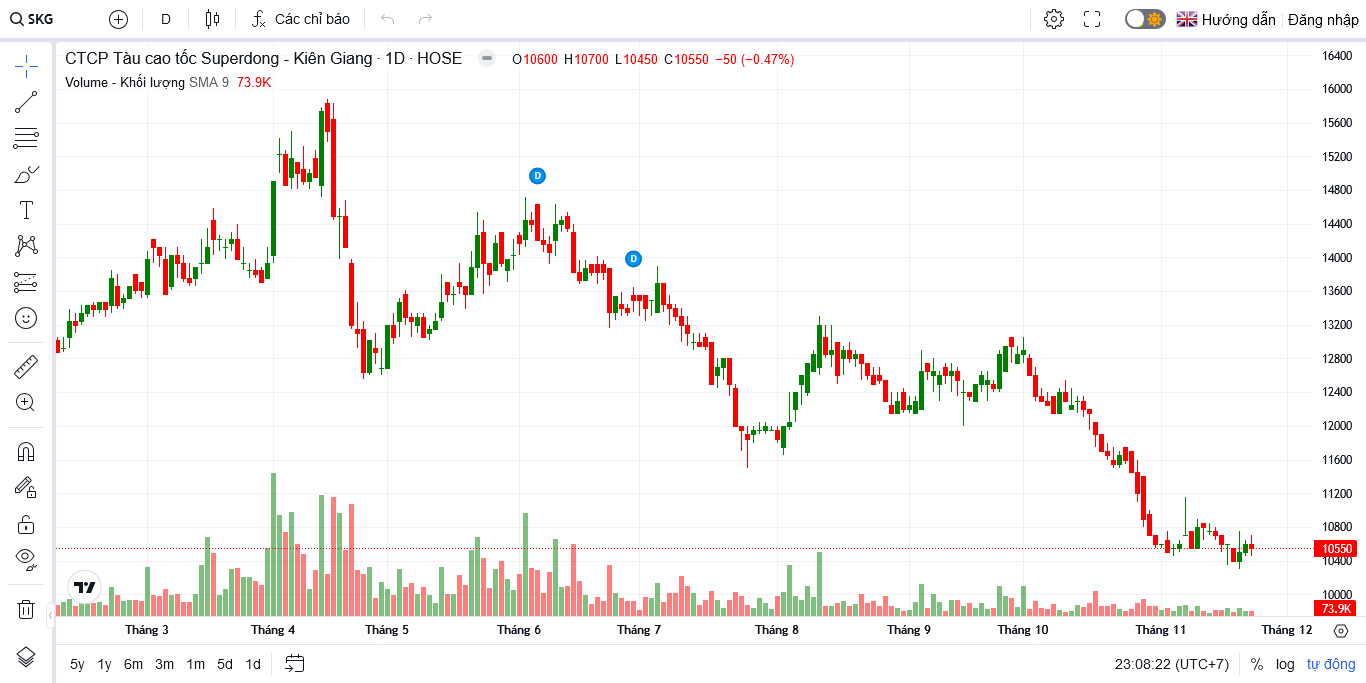 SKG D Các chỉ báo Hướng dẫn Đăng nhập
CTCP Tàu cao tốc Superdong - Kiên Giang · 1D · HOSE O10600 H10700 L10450 C10550 −50 (−0.47%)
Volume - Khối lượng SMA 9 73.9K
16400
16000
15600
15200
14800
14400
14000
13600
13200
12800
12400
12000
11600
11200
10800
10550
10400
10000
73.9K
D
D
Tháng 3 Tháng 4 Tháng 5 Tháng 6 Tháng 7 Tháng 8 Tháng 9 Tháng 10 Tháng 11 Tháng 12
5y 1y 6m 3m 1m 5d 1d 23:08:22 (UTC+7) % log tự động